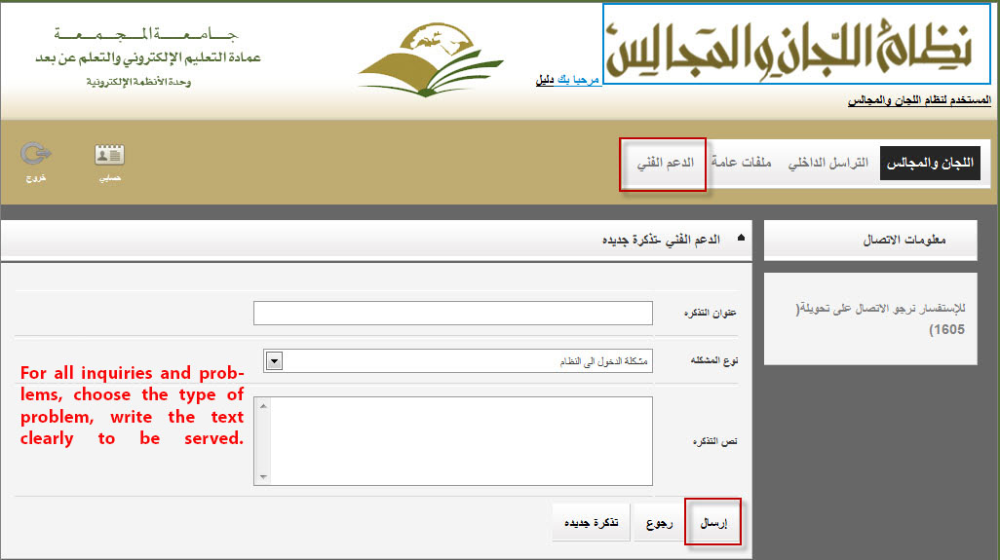 جامعة المجمعة
عمادة التعليم الإلكتروني والتعلم عن بعد
وحدة الأنظمة الإلكترونية
نظام اللجان والمجالس
مرحبا بك دليل
المستخدم لنظام اللجان والمجالس
اللجان والمجالس
التراسل الداخلي
ملفات عامة
الدعم الفني
حسابي
خروج
معلومات الاتصال
للإستفسار نرجو الاتصال على تحويلة(
1605)
الدعم الفني -تذكرة جديده
عنوان التذكره
نوع المشكله
مشكلة الدخول الى النظام
نص التذكره
For all inquiries and prob-
lems, choose the type of
problem, write the text
clearly to be served.
إرسال
رجوع
تذكرة جديده